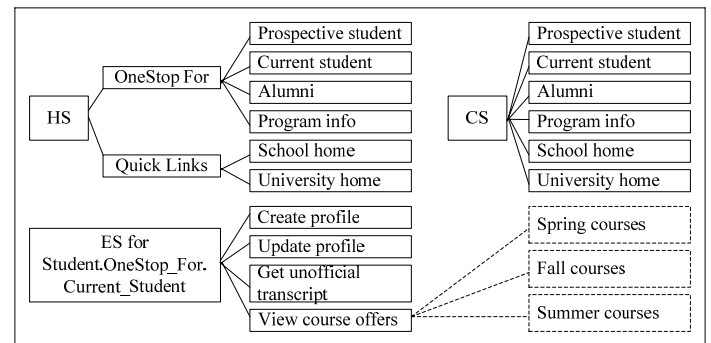 HS
OneStop For
Quick Links
Prospective student
Current student
Alumni
Program info
School home
University home
CS
Prospective student
Current student
Alumni
Program info
School home
University home
ES for
Student.OneStop_For.
Current_Student
Create profile
Update profile
Get unofficial
transcript
View course offers
Spring courses
Fall courses
Summer courses